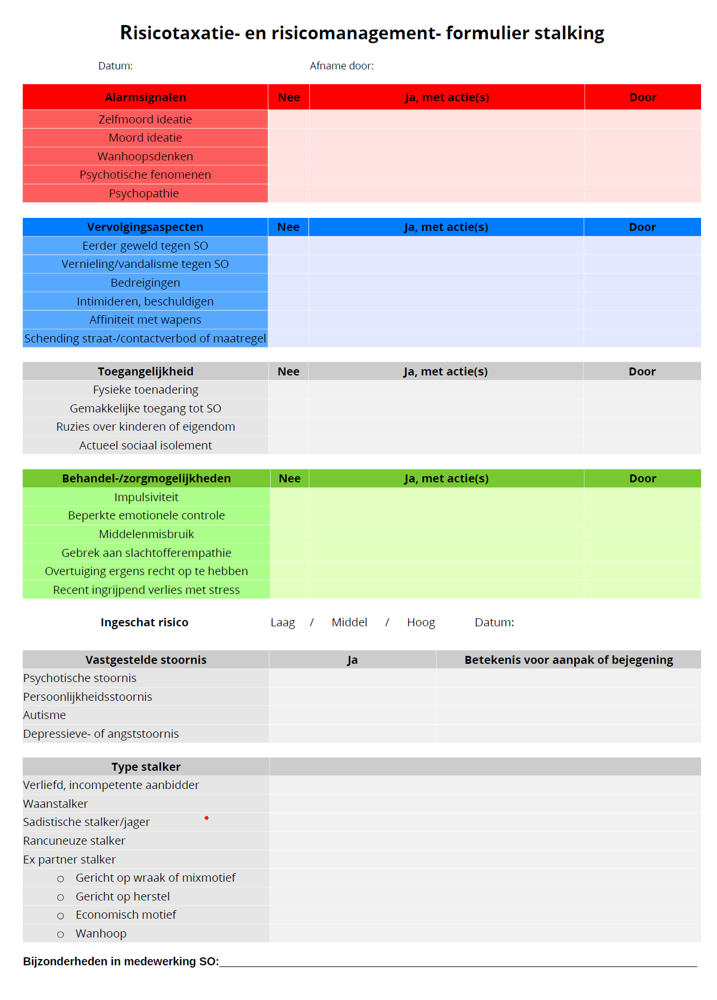 Risicotaxatie- en risicomanagement- formulier stalking
Datum: Afname door:
Alarmsignalen Nee Ja, met actie(s) Door
Zelfmoord ideatie
Moord ideatie
Wanhoopsdenken
Psychotische fenomenen
Psychopathie
Vervolgingsaspecten Nee Ja, met actie(s) Door
Eerder geweld tegen SO
Vernieling/vandalisme tegen SO
Bedreigingen
Intimideren, beschuldigen
Affiniteit met wapens
Schending straat-/contactverbod of maatregel
Toegangelijkheid Nee Ja, met actie(s) Door
Fysieke toenadering
Gemakkelijke toegang tot SO
Ruzies over kinderen of eigendom
Actueel sociaal isolement
Behandel-/zorgmogelijkheden Nee Ja, met actie(s) Door
Impulsiviteit
Beperkte emotionele controle
Middelenmisbruik
Gebrek aan slachtofferempathie
Overtuiging ergens recht op te hebben
Recent ingrijpend verlies met stress
Ingeschat risico Laag / Middel / Hoog Datum:
Vastgestelde stoornis Ja Betekenis voor aanpak of bejegening
Psychotische stoornis
Persoonlijkheidsstoornis
Autisme
Depressieve- of angststoornis
Type stalker
Verliefd, incompetente aanbidder
Waanstalker
Sadistische stalker/jager
Rancuneuze stalker
Ex partner stalker
○ Gericht op wraak of mixmotief
○ Gericht op herstel
○ Economisch motief
○ Wanhoop
Bijzonderheden in medewerking SO: